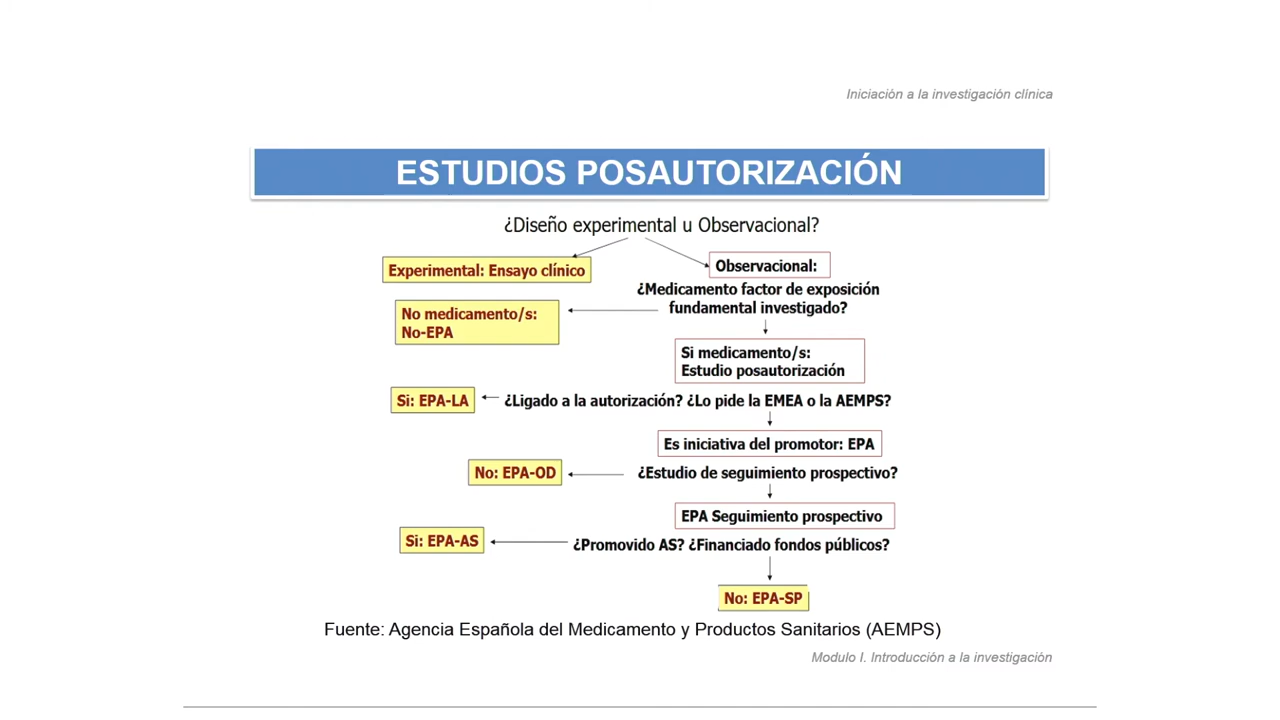 Iniciación a la investigación clínica
ESTUDIOS POSAUTORIZACIÓN
¿Diseño experimental u Observacional?
Experimental: Ensayo clínico
Observacional:
¿Medicamento factor de exposición
fundamental investigado?
No medicamento/s:
No-EPA
Si medicamento/s:
Estudio posautorización
Si: EPA-LA
¿Ligado a la autorización? ¿Lo pide la EMEA o la AEMPS?
Es iniciativa del promotor: EPA
No: EPA-OD
¿Estudio de seguimiento prospectivo?
EPA Seguimiento prospectivo
Si: EPA-AS
¿Promovido AS? ¿Financiado fondos públicos?
No: EPA-SP
Fuente: Agencia Española del Medicamento y Productos Sanitarios (AEMPS)
Modulo I. Introducción a la investigación